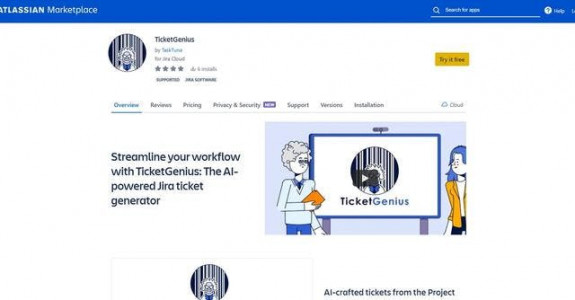 ATLASSIAN Marketplace
Search for apps
Help
TicketGenius
by TaskTune
for Jira Cloud
6 installs
SUPPORTED JIRA SOFTWARE
Try it free
Overview Reviews Pricing Privacy & Security NEW Support Versions Installation
Cloud
Streamline your workflow
with TicketGenius: The AI-
powered Jira ticket
generator
TicketGenius
AI-crafted tickets from the Project